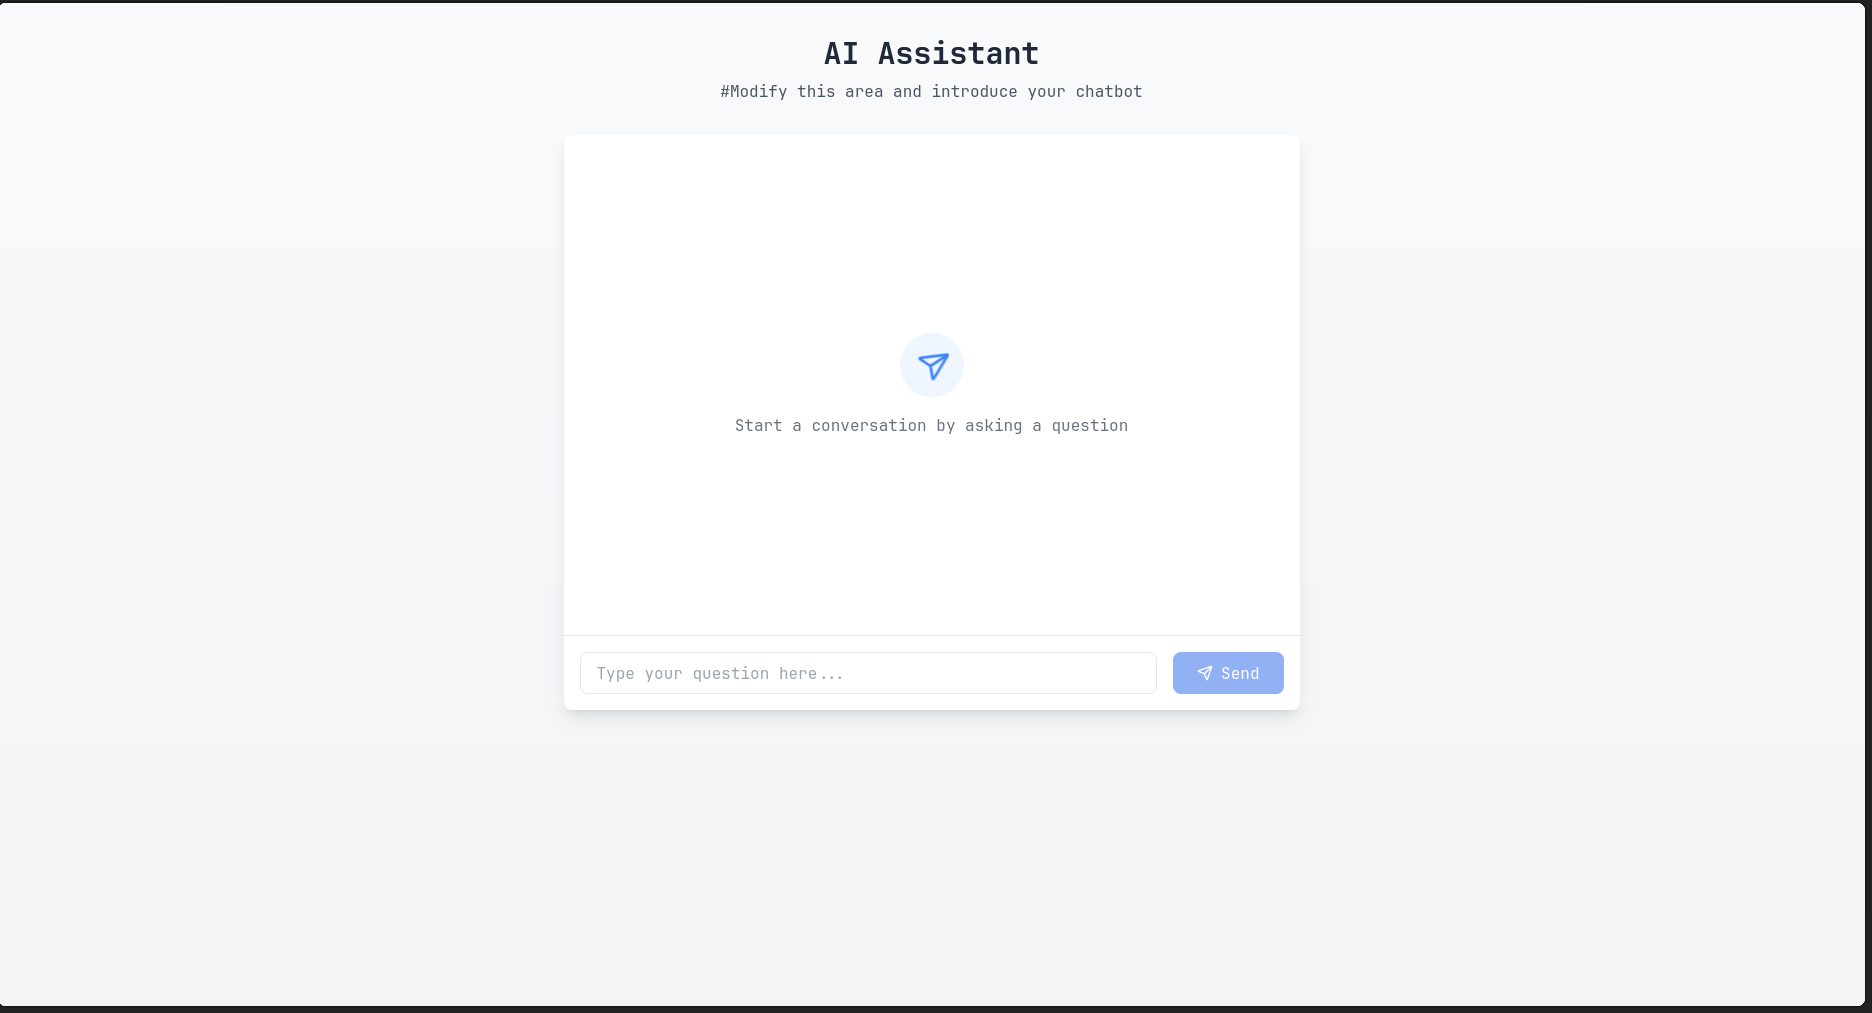 AI Assistant
#Modify this area and introduce your chatbot
Start a conversation by asking a question
Type your question here...
Send